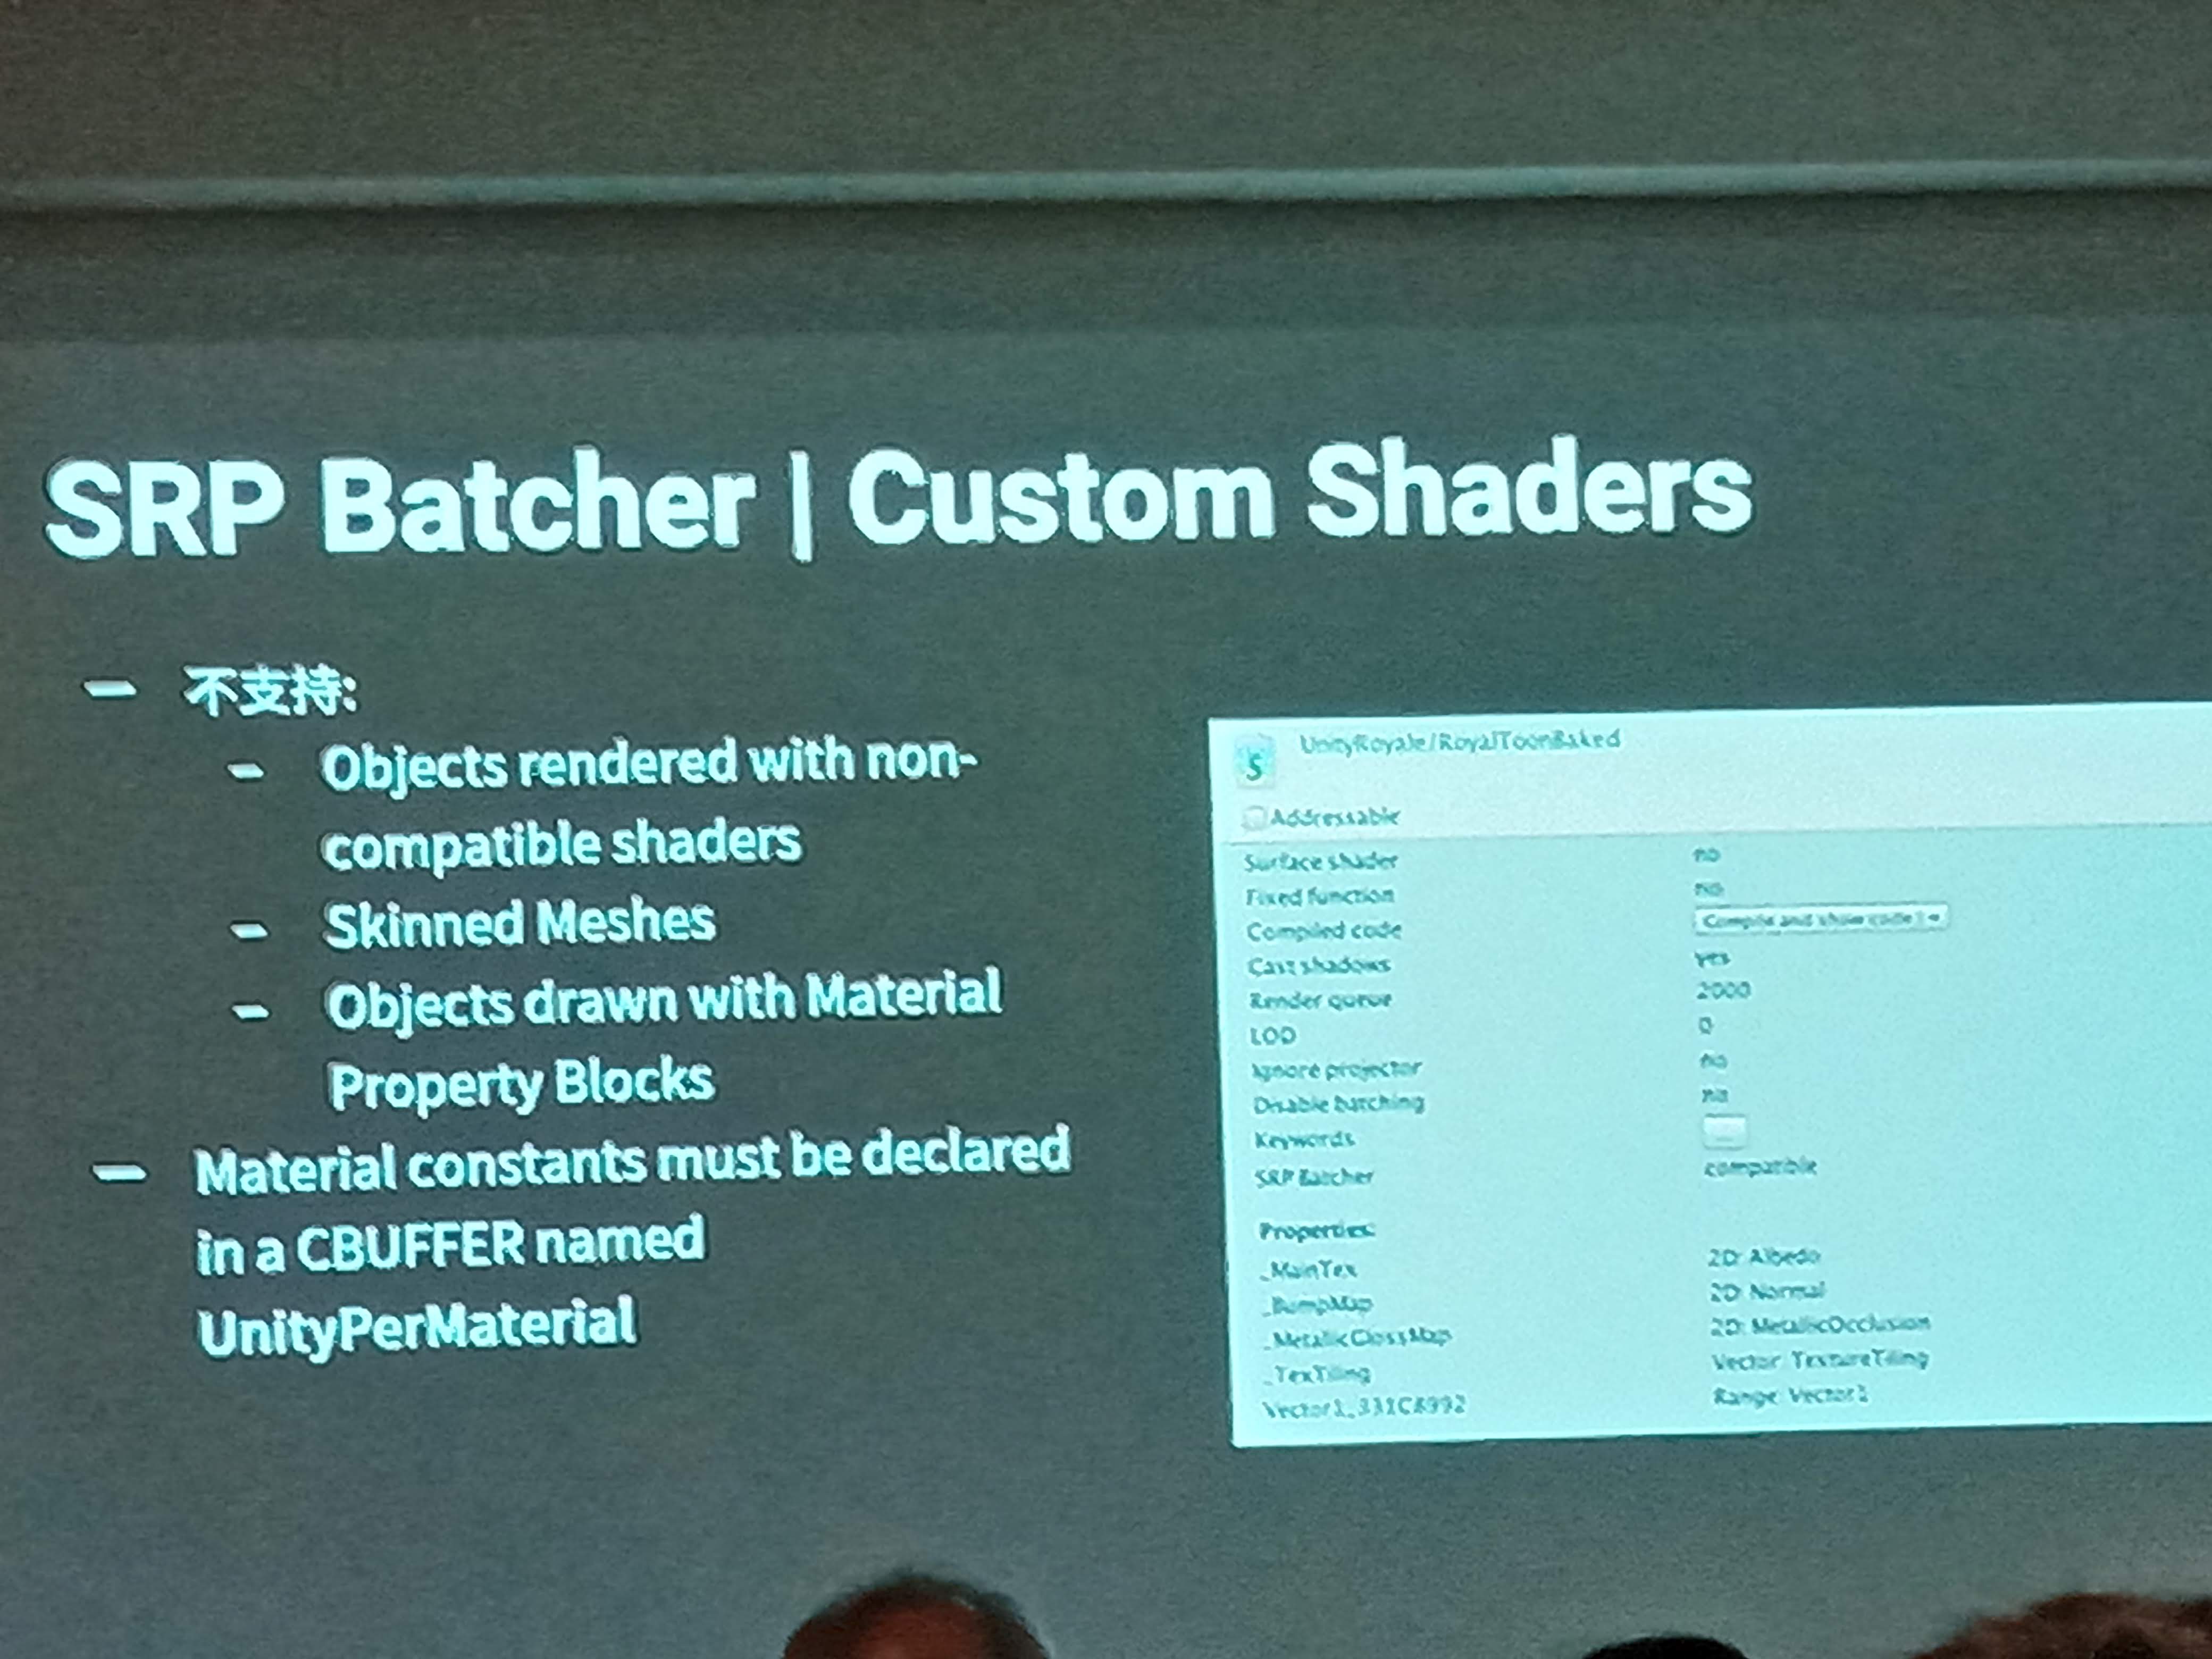 SRP Batcher | Custom Shaders
— 不支持:
- Objects rendered with non-
compatible shaders
- Skinned Meshes
- Objects drawn with Material
Property Blocks
— Material constants must be declared
in a CBUFFER named
UnityPerMaterial
S
UnityRoyale/RoyalToonBaked
Addressable
Surface shader no
Fixed function no
Compiled code Compile and show code
Cast shadows yes
Render queue 2000
LOD 0
Ignore projector no
Disable batching no
Keywords ...
SRP Batcher compatible
Properties:
_MainTex 2D: Albedo
_BumpMap 2D: Normal
_MetallicGlossMap 2D: MetallicOcclusion
_TexTiling Vector: TextureTiling
Range: Vector1